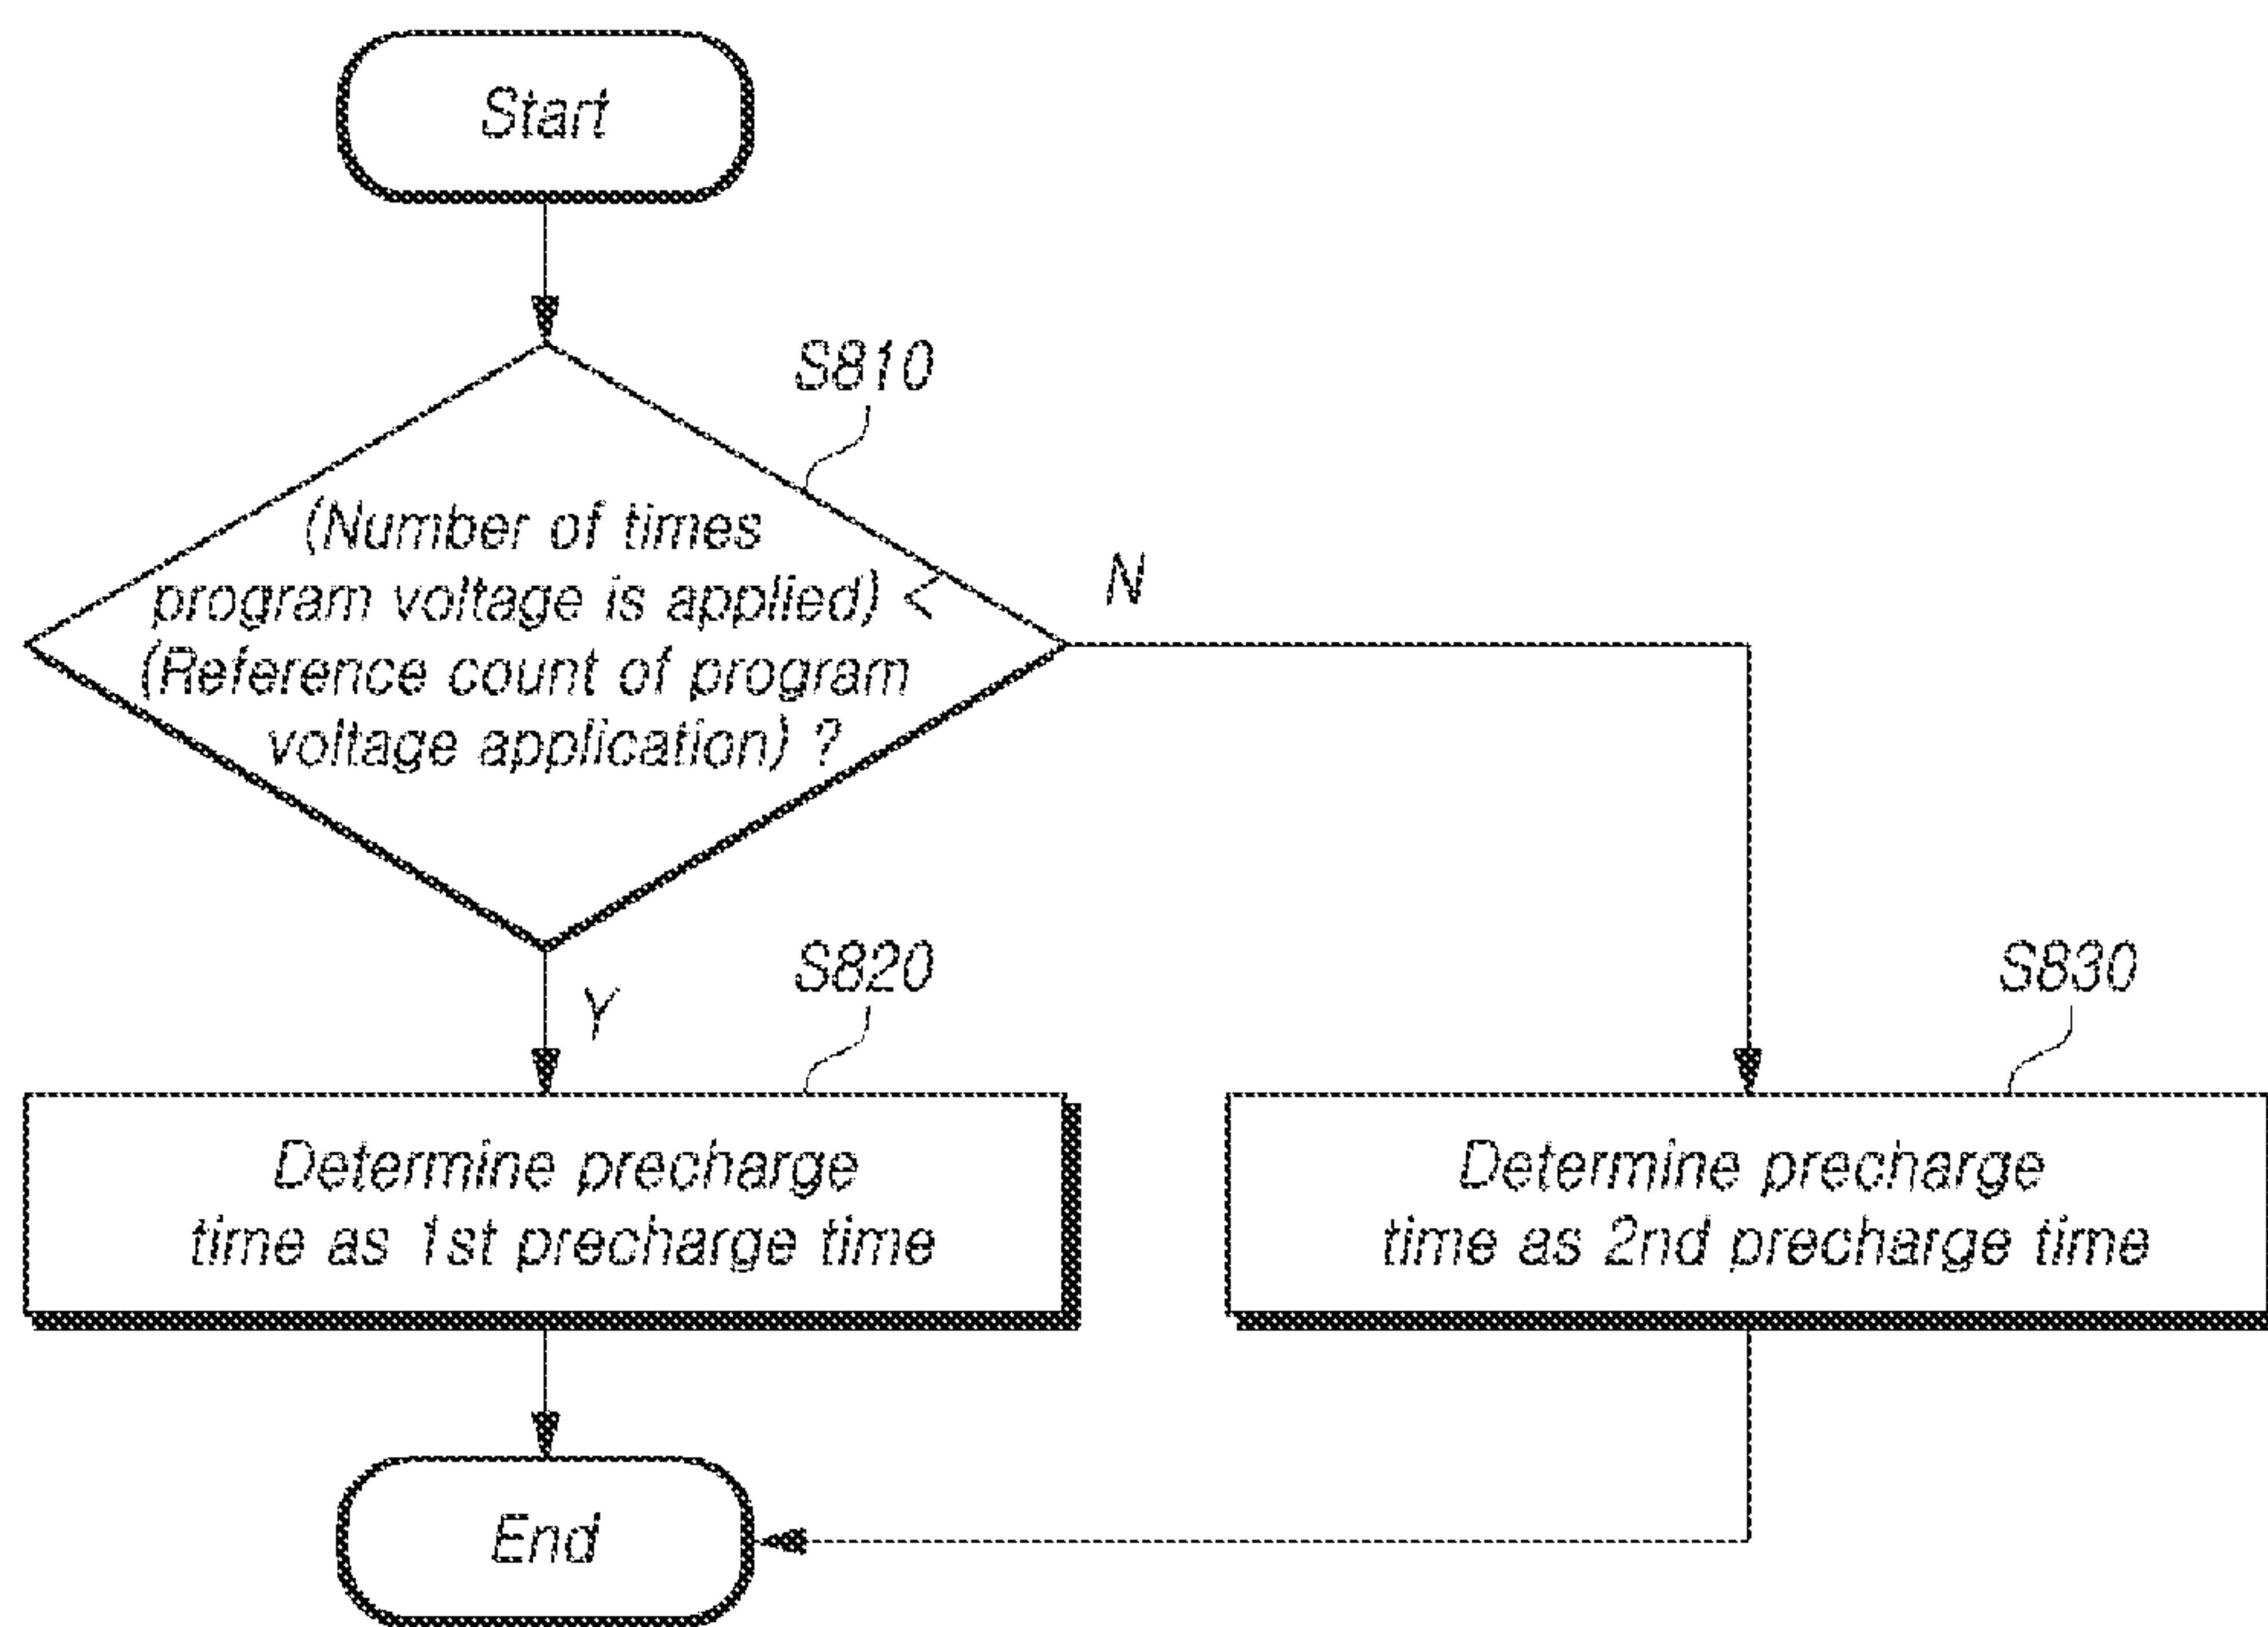 Start
S810
(Number of times
program voltage is applied) <
(Reference count of program
voltage application) ?
N
Y
S820
S830
Determine precharge
time as 1st precharge time
Determine precharge
time as 2nd precharge time
End